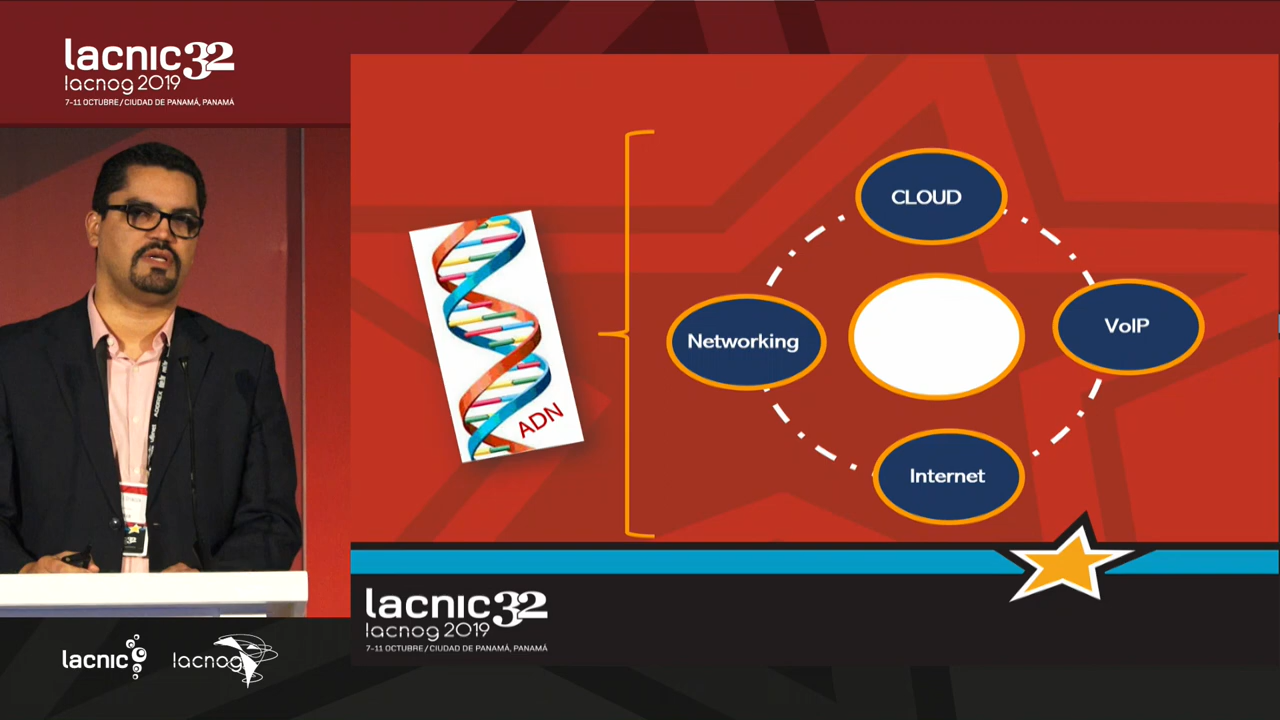 lacnic32
lacnog 2019
7-11 OCTUBRE / CIUDAD DE PANAMÁ, PANAMÁ
CLOUD
Networking
VoIP
Internet
ADN
lacnic32
lacnog 2019
7-11 OCTUBRE / CIUDAD DE PANAMÁ, PANAMÁ
lacnic
lacnog